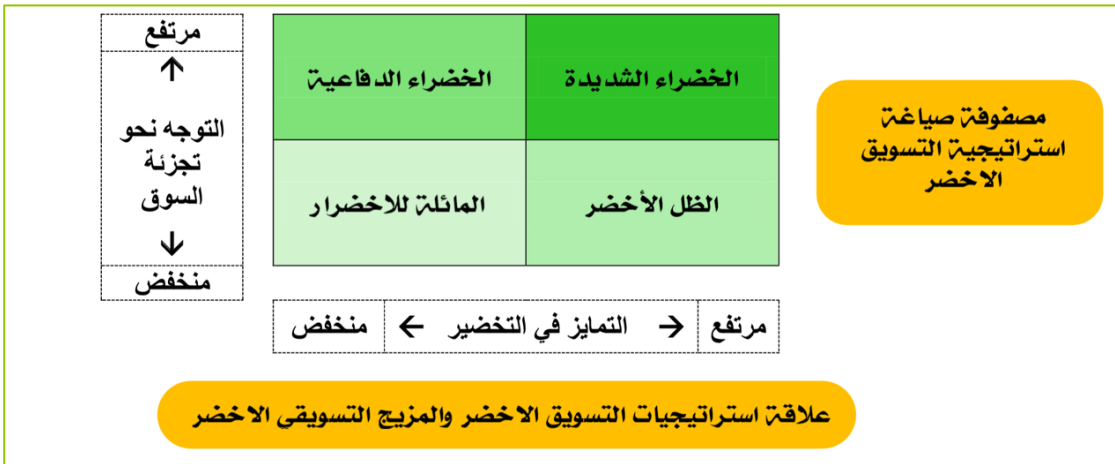 مرتفع
↑
التوجه نحو
تجزئة
السوق
↓
منخفض
الخضراء الدفاعية
الخضراء الشديدة
المائلة للاخضرار
الظل الأخضر
مرتفع → التمايز في التخضير ← منخفض
مصفوفة صياغة
استراتيجية التسويق
الاخضر
علاقة استراتيجيات التسويق الاخضر والمزيج التسويقي الاخضر